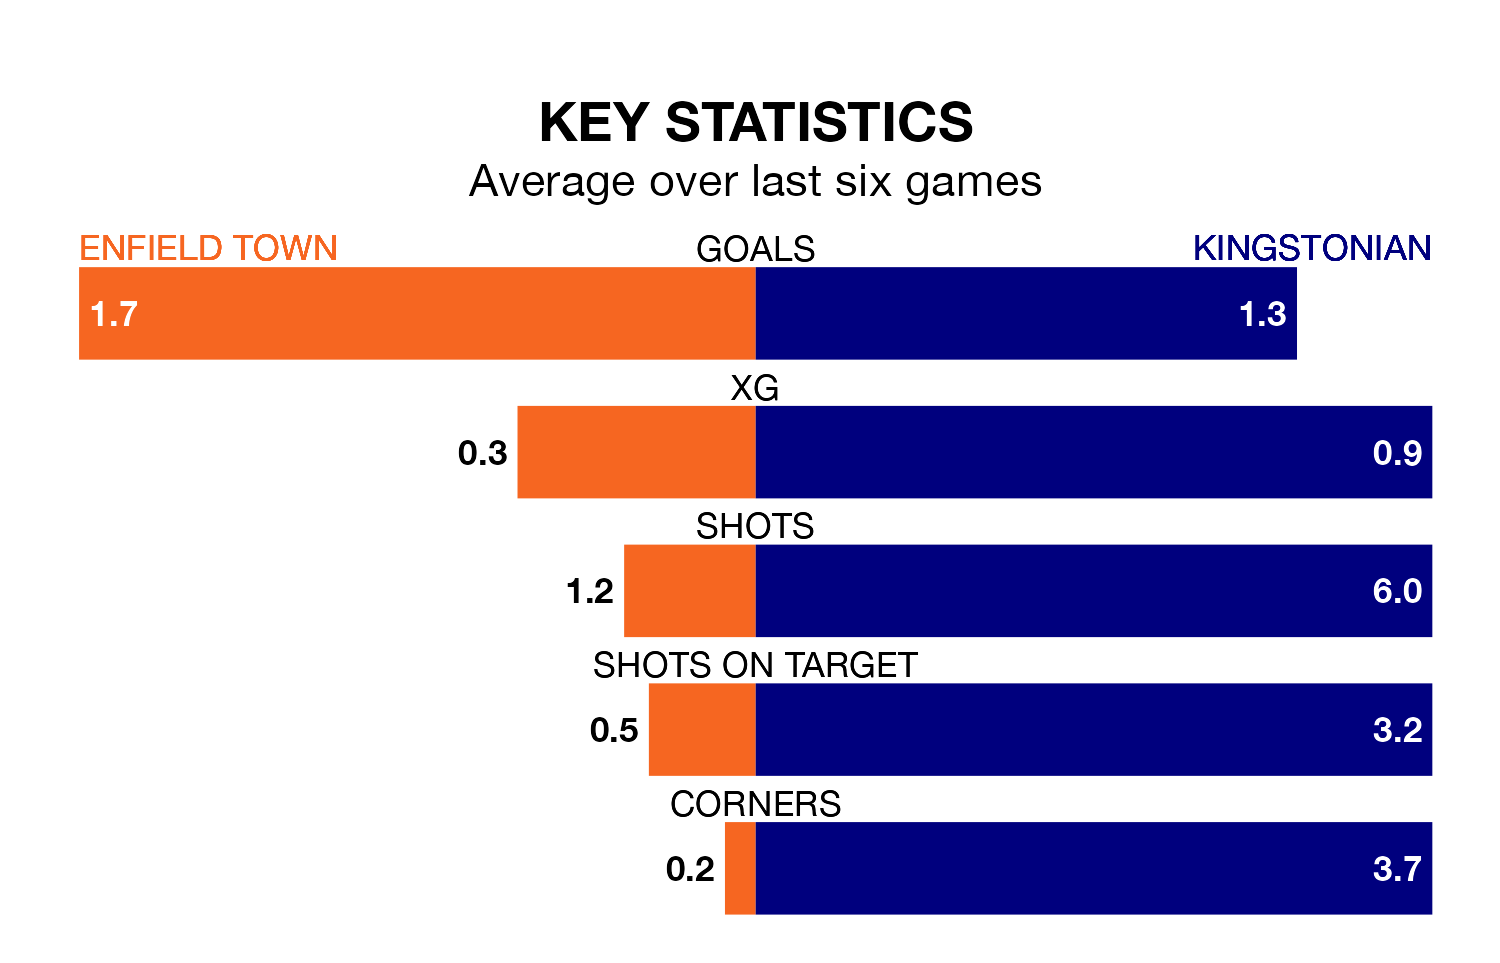 KEY STATISTICS
Average over last six games
ENFIELD TOWN GOALS KINGSTONIAN
1.7 1.3
XG
0.3 0.9
SHOTS
1.2 6.0
SHOTS ON TARGET
0.5 3.2
CORNERS
0.2 3.7